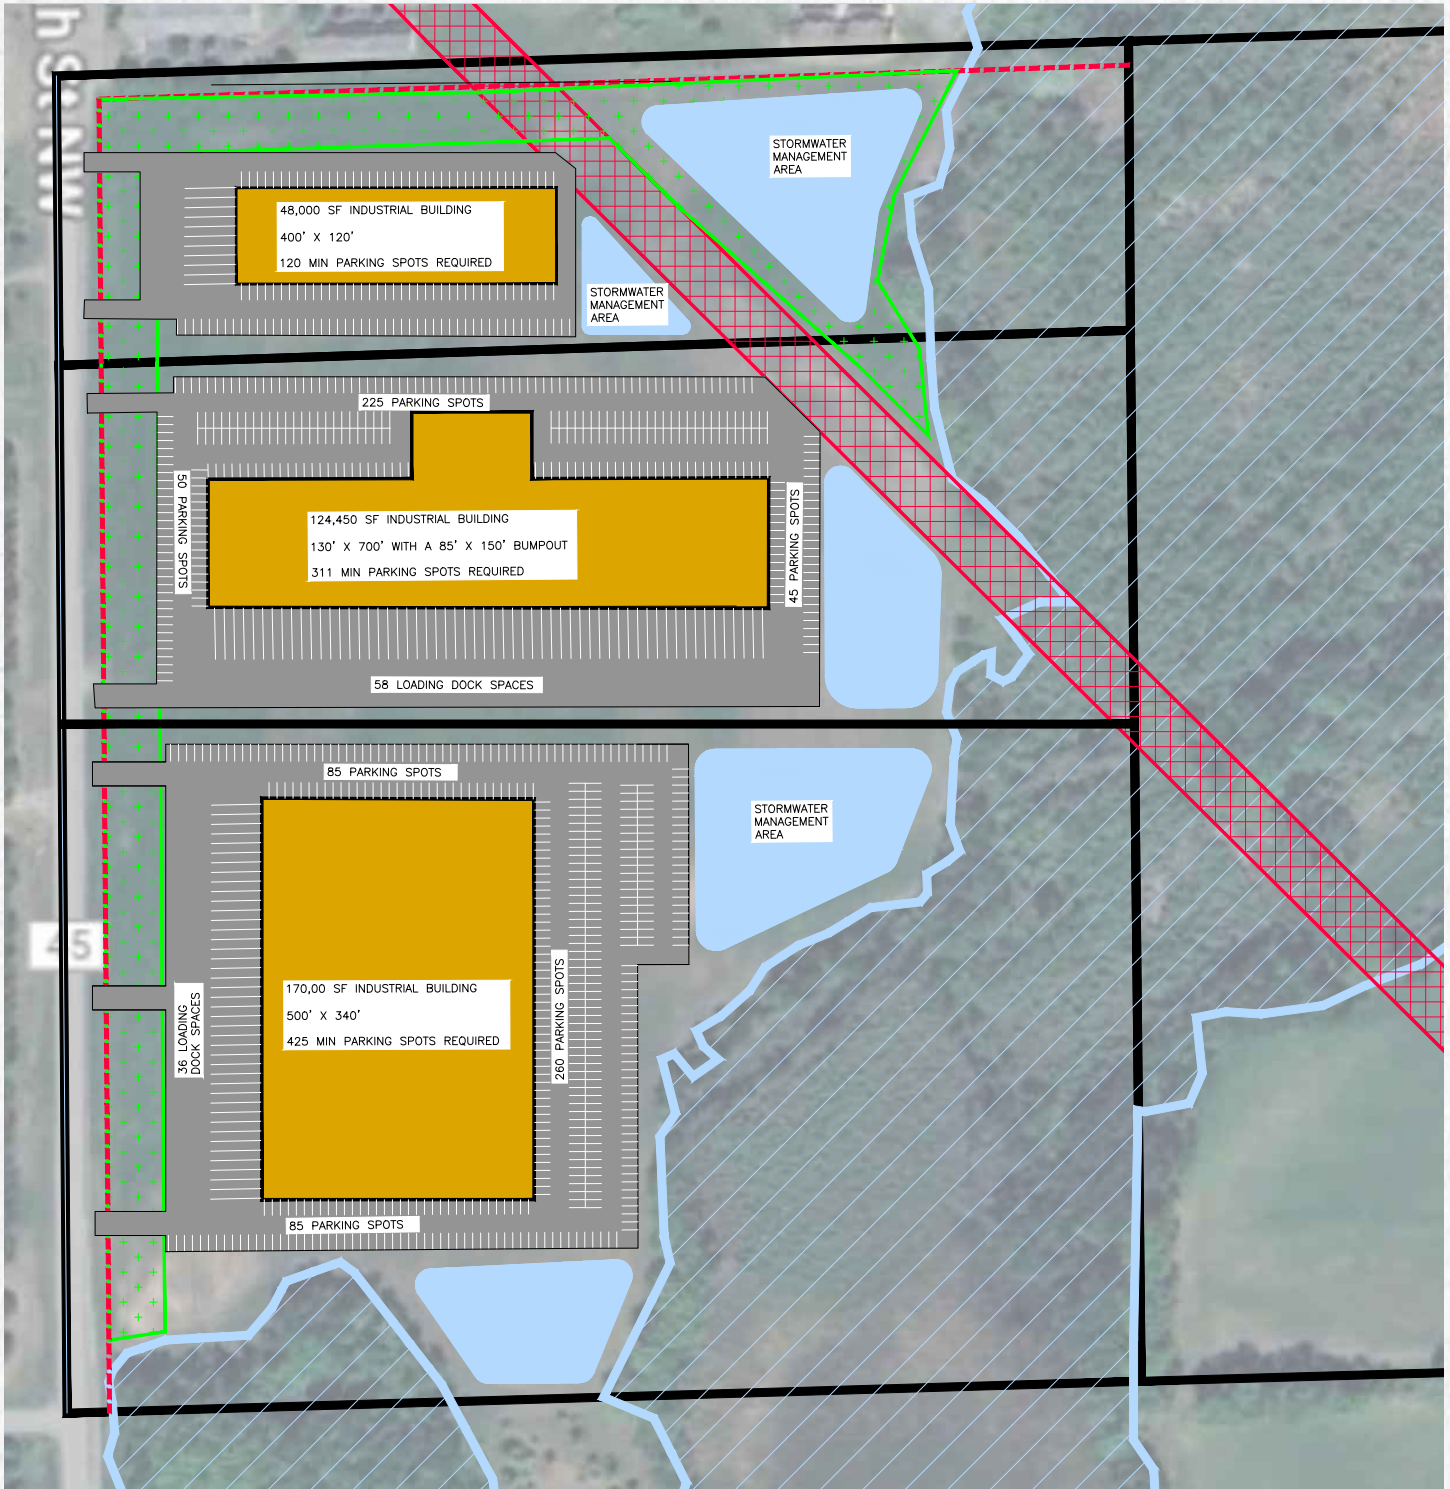 h St NW
STORMWATER
MANAGEMENT
AREA
48,000 SF INDUSTRIAL BUILDING
400' X 120'
120 MIN PARKING SPOTS REQUIRED
STORMWATER
MANAGEMENT
AREA
225 PARKING SPOTS
50 PARKING SPOTS
124,450 SF INDUSTRIAL BUILDING
130' X 700' WITH A 85' X 150' BUMPOUT
311 MIN PARKING SPOTS REQUIRED
45 PARKING SPOTS
58 LOADING DOCK SPACES
85 PARKING SPOTS
STORMWATER
MANAGEMENT
AREA
45
36 LOADING
DOCK SPACES
170,00 SF INDUSTRIAL BUILDING
500' X 340'
425 MIN PARKING SPOTS REQUIRED
260 PARKING SPOTS
85 PARKING SPOTS